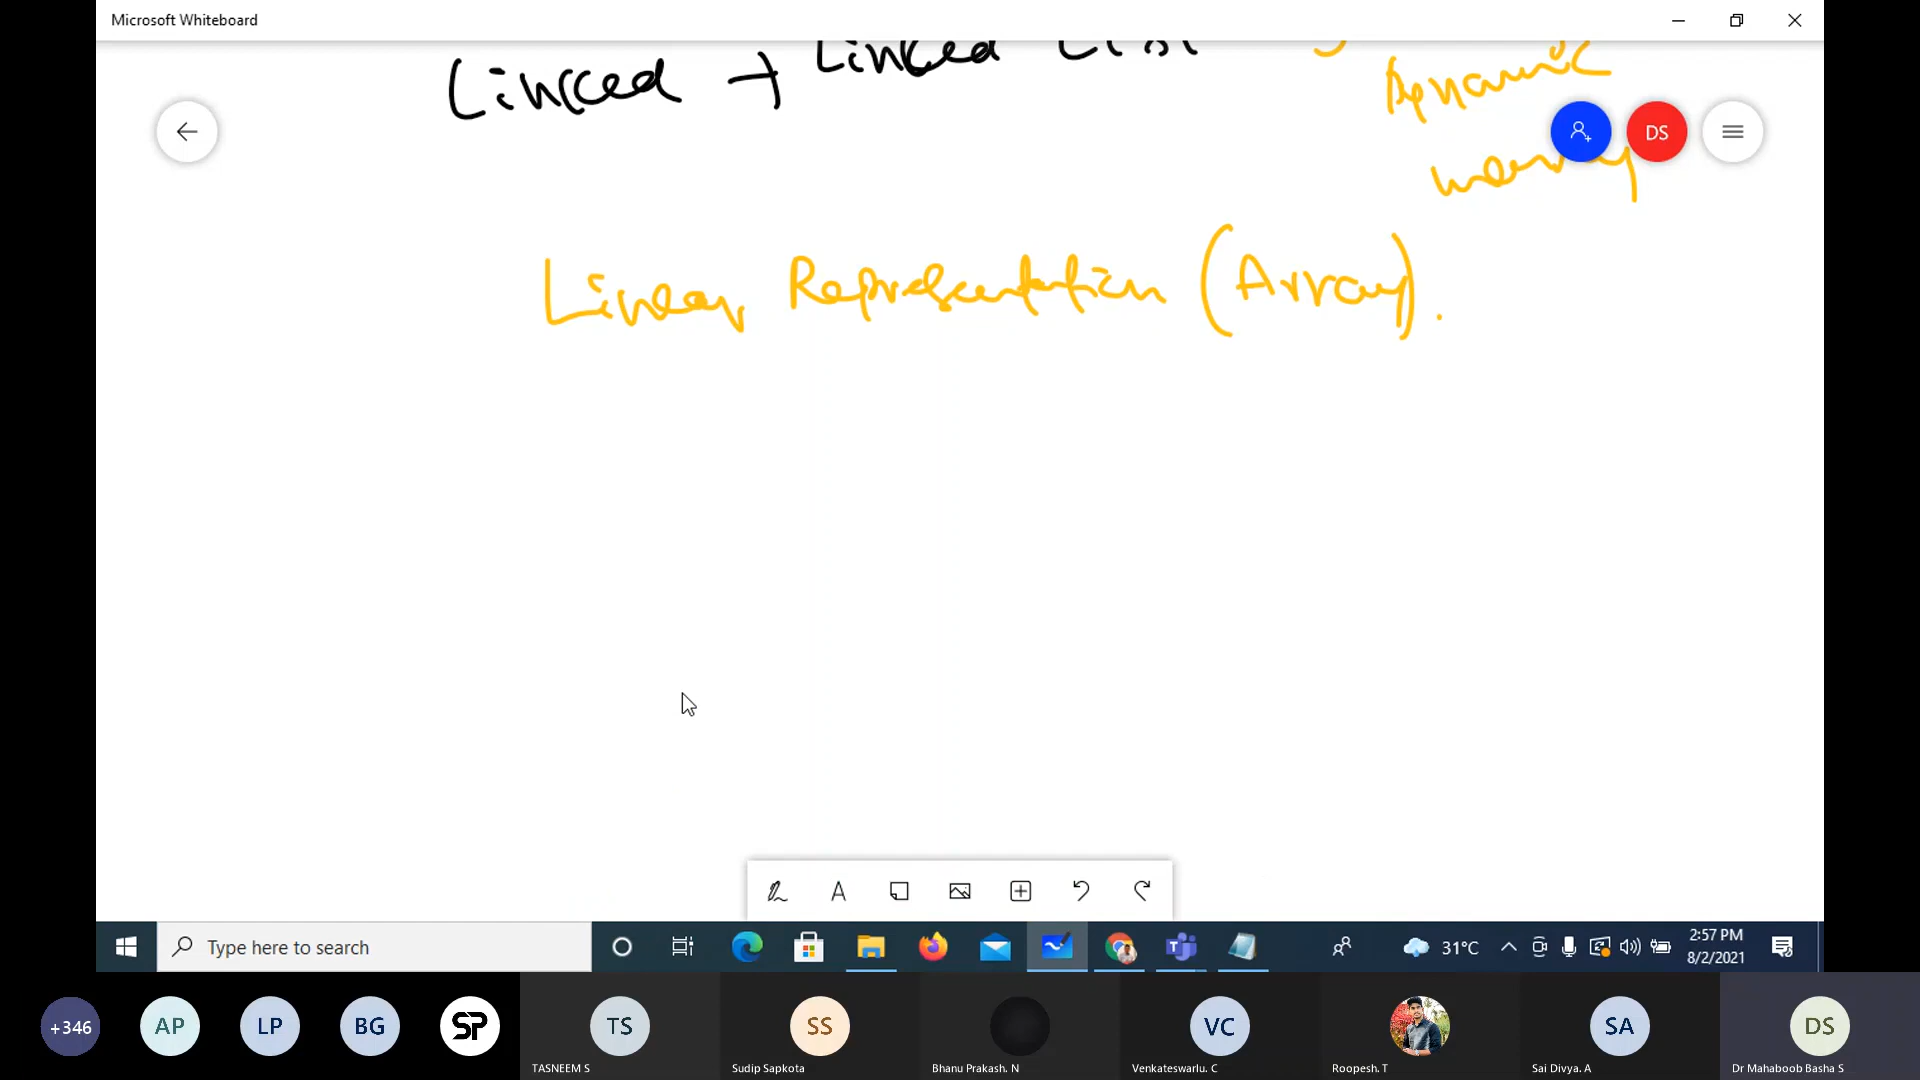 Microsoft Whiteboard
Linked → Linked List
Dynamic
memory
DS
Linear Representation (Array).
A
Type here to search
31°C
2:57 PM
8/2/2021
+346
AP
LP
BG
SP
TS
SS
VC
SA
DS
TASNEEM S
Sudip Sapkota
Bhanu Prakash. N
Venkateswarlu. C
Roopesh. T
Sai Divya. A
Dr Mahaboob Basha S